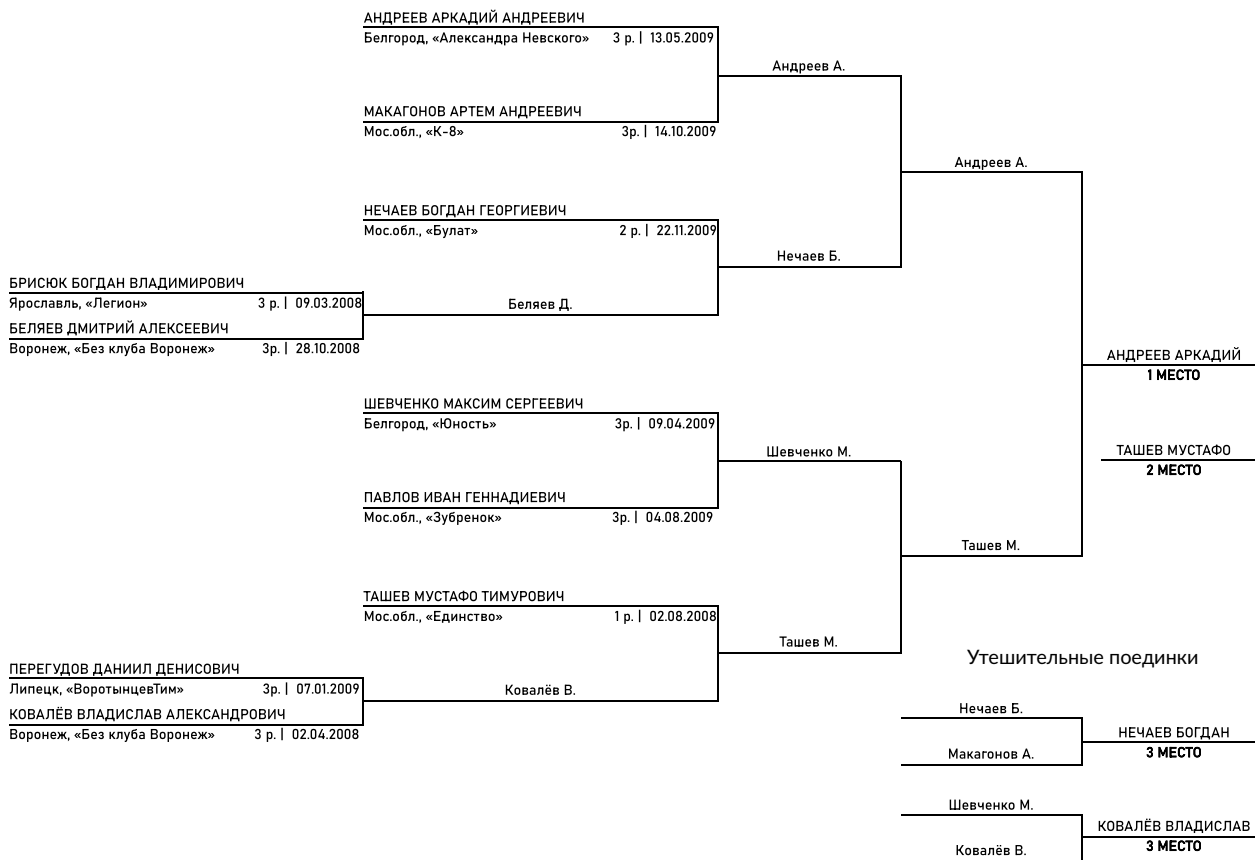 АНДРЕЕВ АРКАДИЙ АНДРЕЕВИЧ
Белгород, «Александра Невского» 3 р. | 13.05.2009
Андреев А.
МАКАГОНОВ АРТЕМ АНДРЕЕВИЧ
Мос.обл., «К-8» 3р. | 14.10.2009
Андреев А.
НЕЧАЕВ БОГДАН ГЕОРГИЕВИЧ
Мос.обл., «Булат» 2 р. | 22.11.2009
Нечаев Б.
БРИСЮК БОГДАН ВЛАДИМИРОВИЧ
Ярославль, «Легион» 3 р. | 09.03.2008
Беляев Д.
БЕЛЯЕВ ДМИТРИЙ АЛЕКСЕЕВИЧ
Воронеж, «Без клуба Воронеж» 3р. | 28.10.2008
АНДРЕЕВ АРКАДИЙ
1 МЕСТО
ШЕВЧЕНКО МАКСИМ СЕРГЕЕВИЧ
Белгород, «Юность» 3р. | 09.04.2009
Шевченко М.
ТАШЕВ МУСТАФО
2 МЕСТО
ПАВЛОВ ИВАН ГЕННАДИЕВИЧ
Мос.обл., «Зубренок» 3р. | 04.08.2009
Ташев М.
ТАШЕВ МУСТАФО ТИМУРОВИЧ
Мос.обл., «Единство» 1 р. | 02.08.2008
Ташев М.
Утешительные поединки
ПЕРЕГУДОВ ДАНИИЛ ДЕНИСОВИЧ
Липецк, «ВоротынцевТим» 3р. | 07.01.2009
Ковалёв В.
КОВАЛЁВ ВЛАДИСЛАВ АЛЕКСАНДРОВИЧ
Воронеж, «Без клуба Воронеж» 3 р. | 02.04.2008
Нечаев Б.
НЕЧАЕВ БОГДАН
3 МЕСТО
Макагонов А.
Шевченко М.
КОВАЛЁВ ВЛАДИСЛАВ
3 МЕСТО
Ковалёв В.